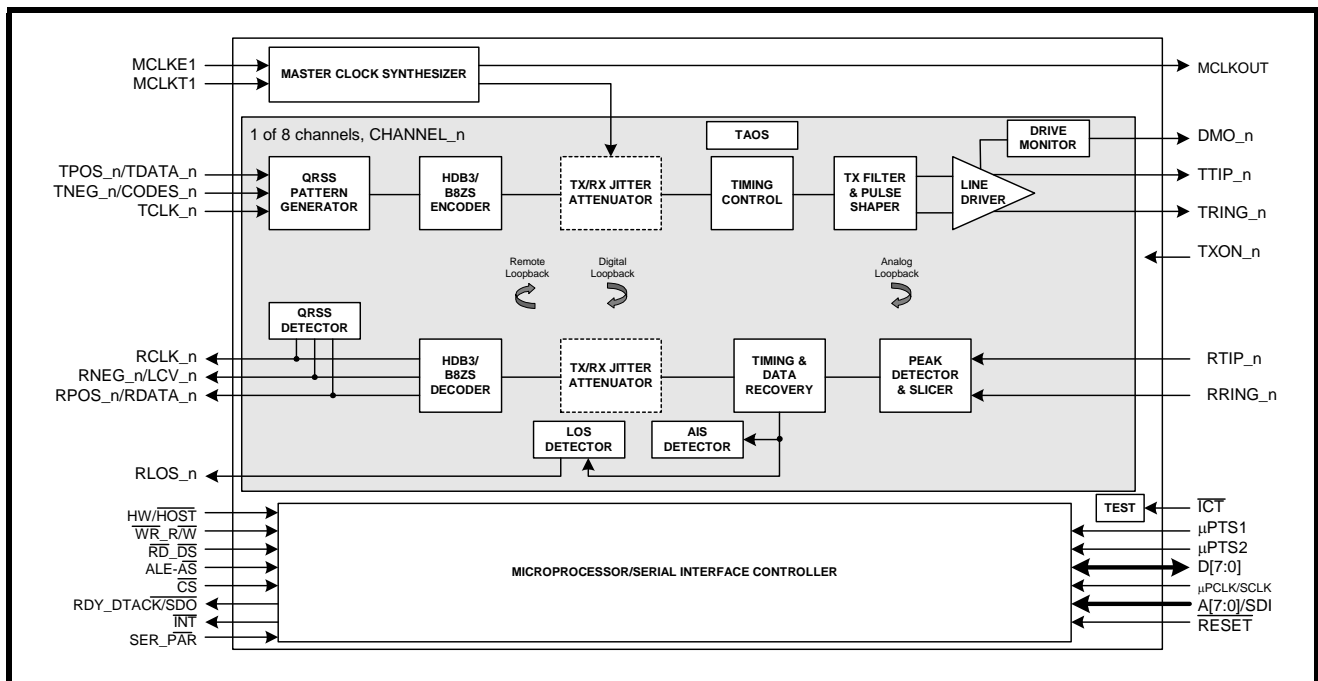 MCLKE1
MCLKT1
MASTER CLOCK SYNTHESIZER
MCLKOUT
1 of 8 channels, CHANNEL_n
TAOS
DRIVE
MONITOR
DMO_n
TPOS_n/TDATA_n
TNEG_n/CODES_n
TCLK_n
QRSS
PATTERN
GENERATOR
HDB3/
B8ZS
ENCODER
TX/RX JITTER
ATTENUATOR
TIMING
CONTROL
TX FILTER
& PULSE
SHAPER
LINE
DRIVER
TTIP_n
TRING_n
TXON_n
Remote
Loopback
Digital
Loopback
Analog
Loopback
QRSS
DETECTOR
RCLK_n
RNEG_n/LCV_n
RPOS_n/RDATA_n
HDB3/
B8ZS
DECODER
TX/RX JITTER
ATTENUATOR
TIMING &
DATA
RECOVERY
PEAK
DETECTOR
& SLICER
RTIP_n
RRING_n
LOS
DETECTOR
AIS
DETECTOR
RLOS_n
TEST
ICT
HW/HOST
WR_R/W
RD_DS
ALE-AS
CS
RDY_DTACK/SDO
INT
SER_PAR
MICROPROCESSOR/SERIAL INTERFACE CONTROLLER
µPTS1
µPTS2
D[7:0]
µPCLK/SCLK
A[7:0]/SDI
RESET